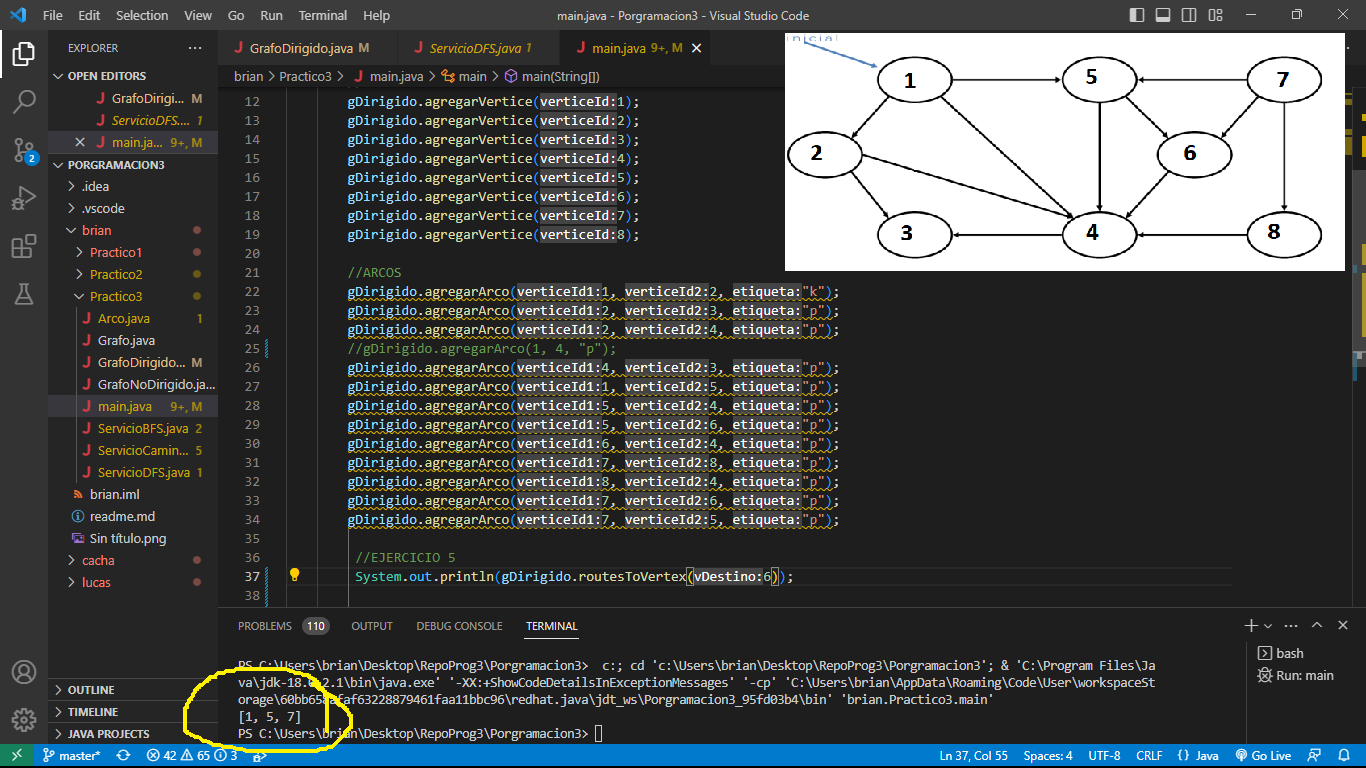 File Edit Selection View Go Run Terminal Help
main.java - Porgramacion3 - Visual Studio Code
EXPLORER
OPEN EDITORS
GrafoDirigi... M
ServicioDFS.... 1
main.ja... 9+, M
PORGRAMACION3
.idea
.vscode
brian
Practico1
Practico2
Practico3
Arco.java 1
Grafo.java
GrafoDirigido... M
GrafoNoDirigido.ja...
main.java 9+, M
ServicioBFS.java 2
ServicioCamin... 5
ServicioDFS.java 1
brian.iml
readme.md
Sin título.png
cacha
lucas
OUTLINE
TIMELINE
JAVA PROJECTS
2
GrafoDirigido.java M
ServicioDFS.java 1
main.java 9+, M
brian > Practico3 > main.java > main > main(String[])
12 gDirigido.agregarVertice(verticeId:1);
13 gDirigido.agregarVertice(verticeId:2);
14 gDirigido.agregarVertice(verticeId:3);
15 gDirigido.agregarVertice(verticeId:4);
16 gDirigido.agregarVertice(verticeId:5);
17 gDirigido.agregarVertice(verticeId:6);
18 gDirigido.agregarVertice(verticeId:7);
19 gDirigido.agregarVertice(verticeId:8);
20
21 //ARCOS
22 gDirigido.agregarArco(verticeId1:1, verticeId2:2, etiqueta:"k");
23 gDirigido.agregarArco(verticeId1:2, verticeId2:3, etiqueta:"p");
24 gDirigido.agregarArco(verticeId1:2, verticeId2:4, etiqueta:"p");
25 //gDirigido.agregarArco(1, 4, "p");
26 gDirigido.agregarArco(verticeId1:4, verticeId2:3, etiqueta:"p");
27 gDirigido.agregarArco(verticeId1:1, verticeId2:5, etiqueta:"p");
28 gDirigido.agregarArco(verticeId1:5, verticeId2:4, etiqueta:"p");
29 gDirigido.agregarArco(verticeId1:5, verticeId2:6, etiqueta:"p");
30 gDirigido.agregarArco(verticeId1:6, verticeId2:4, etiqueta:"p");
31 gDirigido.agregarArco(verticeId1:7, verticeId2:8, etiqueta:"p");
32 gDirigido.agregarArco(verticeId1:8, verticeId2:4, etiqueta:"p");
33 gDirigido.agregarArco(verticeId1:7, verticeId2:6, etiqueta:"p");
34 gDirigido.agregarArco(verticeId1:7, verticeId2:5, etiqueta:"p");
35
36 //EJERCICIO 5
37 System.out.println(gDirigido.routesToVertex(vDestino:6));
38
1 5 7
2 6
3 4 8
PROBLEMS 110 OUTPUT DEBUG CONSOLE TERMINAL
PS C:\Users\brian\Desktop\RepoProg3\Porgramacion3> c:; cd 'c:\Users\brian\Desktop\RepoProg3\Porgramacion3'; & 'C:\Program Files\Ja
va\jdk-18. 2.1\bin\java.exe' '-XX:+ShowCodeDetailsInExceptionMessages' '-cp' 'C:\Users\brian\AppData\Roaming\Code\User\workspaceSt
faf63228879461faa11bbc96\redhat.java\jdt_ws\Porgramacion3_95fd03b4\bin' 'brian.Practico3.main'
[1, 5, 7]
PS C:\Users\brian\Desktop\RepoProg3\Porgramacion3>
bash
Run: main
master* 42 65 3
Ln 37, Col 55 Spaces: 4 UTF-8 CRLF {} Java Go Live